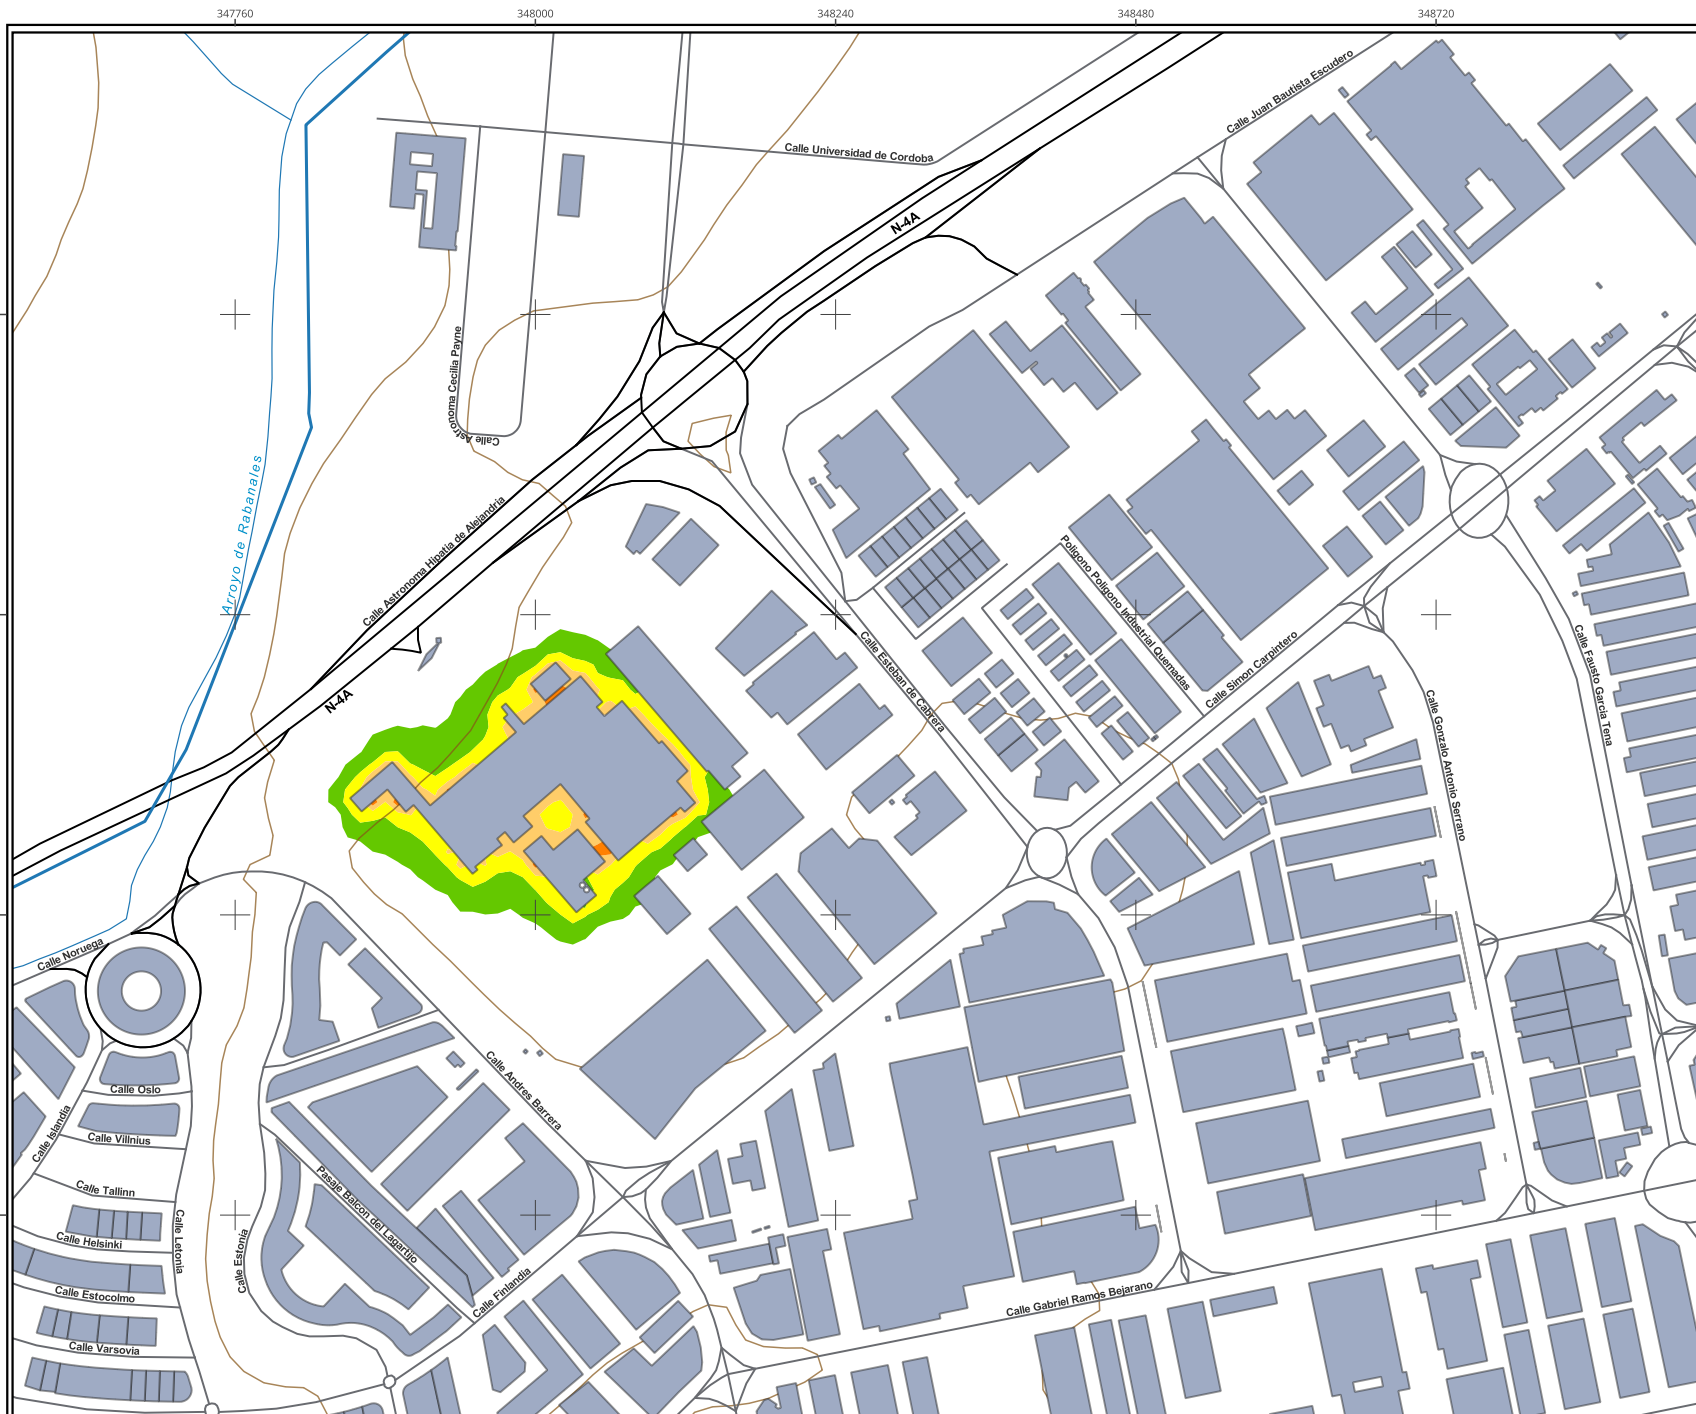 347760
348000
348240
348480
348720
Calle Juan Bautista Escudero
Calle Universidad de Cordoba
N-4A
Calle Astronoma Cecilia Payne
Arroyo de Rabanales
Calle Astronoma Hipatia de Alejandria
Poligono Poligono Industrial Quemadas
Calle Esteban de Cabrera
Calle Simon Carpintero
Calle Fausto Garcia Tena
N-4A
Calle Gonzalo Antonio Serrano
Calle Noruega
Calle Andres Barrera
Calle Oslo
Calle Islandia
Calle Villnius
Calle Tallinn
Pasaje Balcon del Lagartijo
Calle Letonia
Calle Helsinki
Calle Estonia
Calle Estocolmo
Calle Finlandia
Calle Gabriel Ramos Bejarano
Calle Varsovia